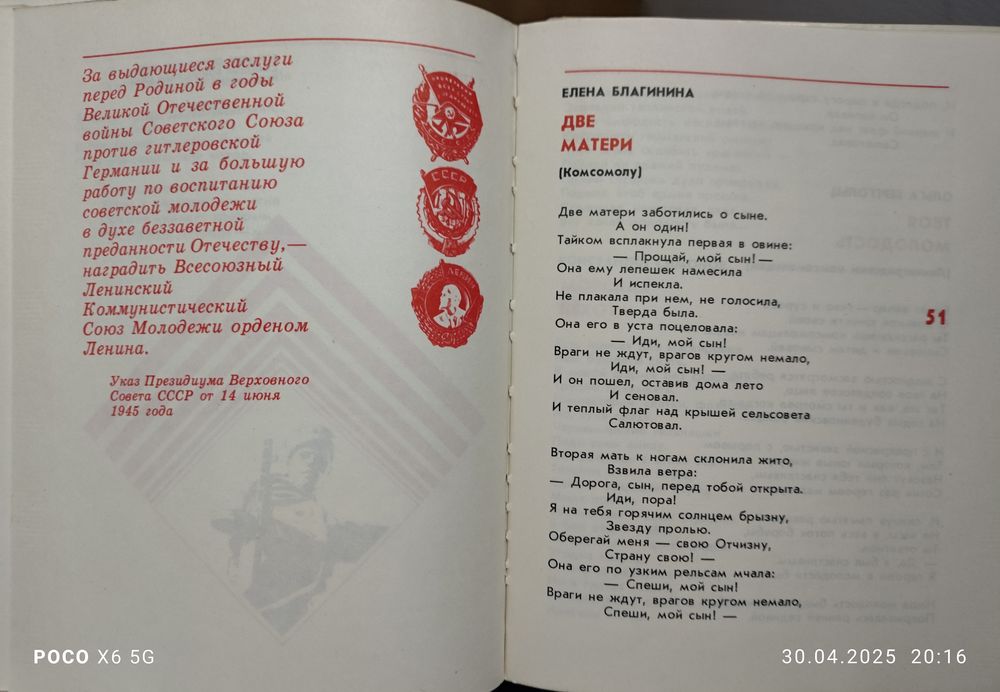 За выдающиеся заслуги
перед Родиной в годы
Великой Отечественной
войны Советского Союза
против гитлеровской
Германии и за большую
работу по воспитанию
советской молодежи
в духе беззаветной
преданности Отечеству,—
наградить Всесоюзный
Ленинский
Коммунистический
Союз Молодежи орденом
Ленина.
Указ Президиума Верховного
Совета СССР от 14 июня
1945 года
СССР
ЛЕНИН
ЕЛЕНА БЛАГИНИНА
ДВЕ
МАТЕРИ
(Комсомолу)
Две матери заботились о сыне.
А он один!
Тайком всплакнула первая в овине:
— Прощай, мой сын! —
Она ему лепешек намесила
И испекла.
Не плакала при нем, не голосила,
Тверда была.
Она его в уста поцеловала:
— Иди, мой сын!
Враги не ждут, врагов кругом немало,
Иди, мой сын! —
И он пошел, оставив дома лето
И сеновал.
И теплый флаг над крышей сельсовета
Салютовал.
Вторая мать к ногам склонила жито,
Взвила ветра:
— Дорога, сын, перед тобой открыта.
Иди, пора!
Я на тебя горячим солнцем брызну,
Звезду пролью.
Оберегай меня — свою Отчизну,
Страну свою! —
Она его по узким рельсам мчала:
— Спеши, мой сын!
Враги не ждут, врагов кругом немало,
Спеши, мой сын! —
51
POCO X6 5G
30.04.2025 20:16